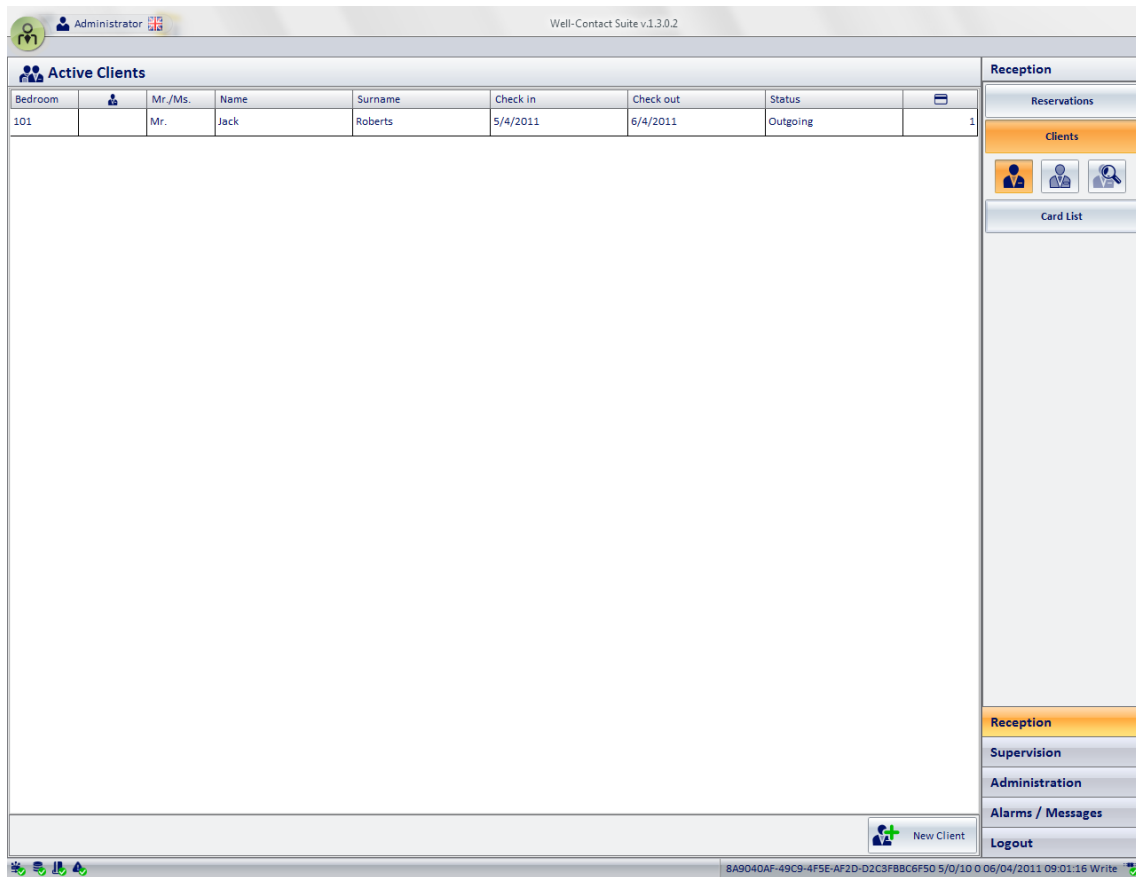 Administrator
Well-Contact Suite v.1.3.0.2
Active Clients
Bedroom Mr./Ms. Name Surname Check in Check out Status
101 Mr. Jack Roberts 5/4/2011 6/4/2011 Outgoing 1
Reception
Reservations
Clients
Card List
Reception
Supervision
Administration
Alarms / Messages
Logout
New Client
8A9040AF-49C9-4F5E-AF2D-D2C3FBBC6F50 5/0/10 0 06/04/2011 09:01:16 Write